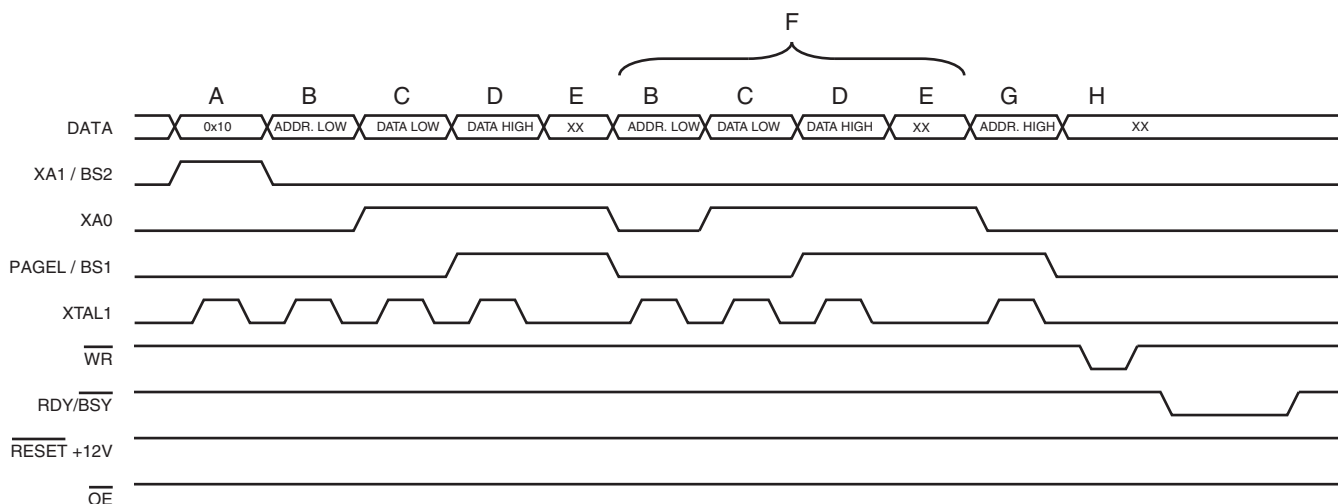 F
A B C D E B C D E G H
DATA 0x10 ADDR. LOW DATA LOW DATA HIGH XX ADDR. LOW DATA LOW DATA HIGH XX ADDR. HIGH XX
XA1 / BS2
XA0
PAGEL / BS1
XTAL1
WR
RDY/BSY
RESET +12V
OE